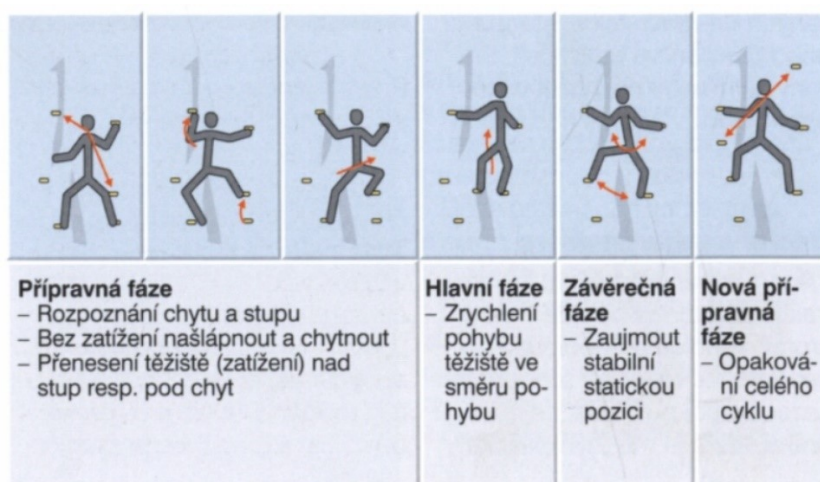 Přípravná fáze
– Rozpoznání chytu a stupu
– Bez zatížení našlápnout a chytnout
– Přenesení těžiště (zatížení) nad
stup resp. pod chyt
Hlavní fáze
– Zrychlení
pohybu
těžiště ve
směru po-
hybu
Závěrečná
fáze
– Zaujmout
stabilní
statickou
pozici
Nová pří-
pravná
fáze
– Opaková-
ní celého
cyklu